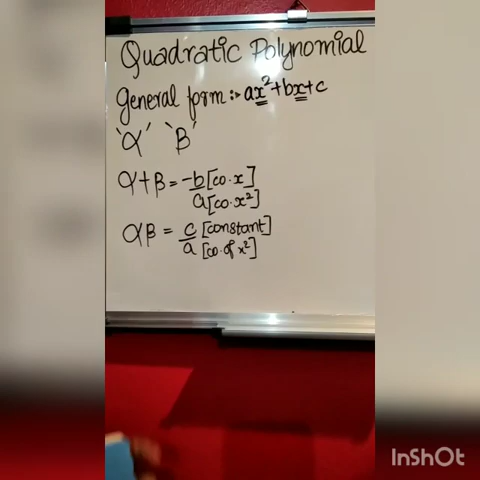 Quadratic Polynomial
General form:- ax²+bx+c
'α' 'β'
α+β = -b [co.x]
a [co.x²]
αβ = c [constant]
a [co.of x²]
InShOt